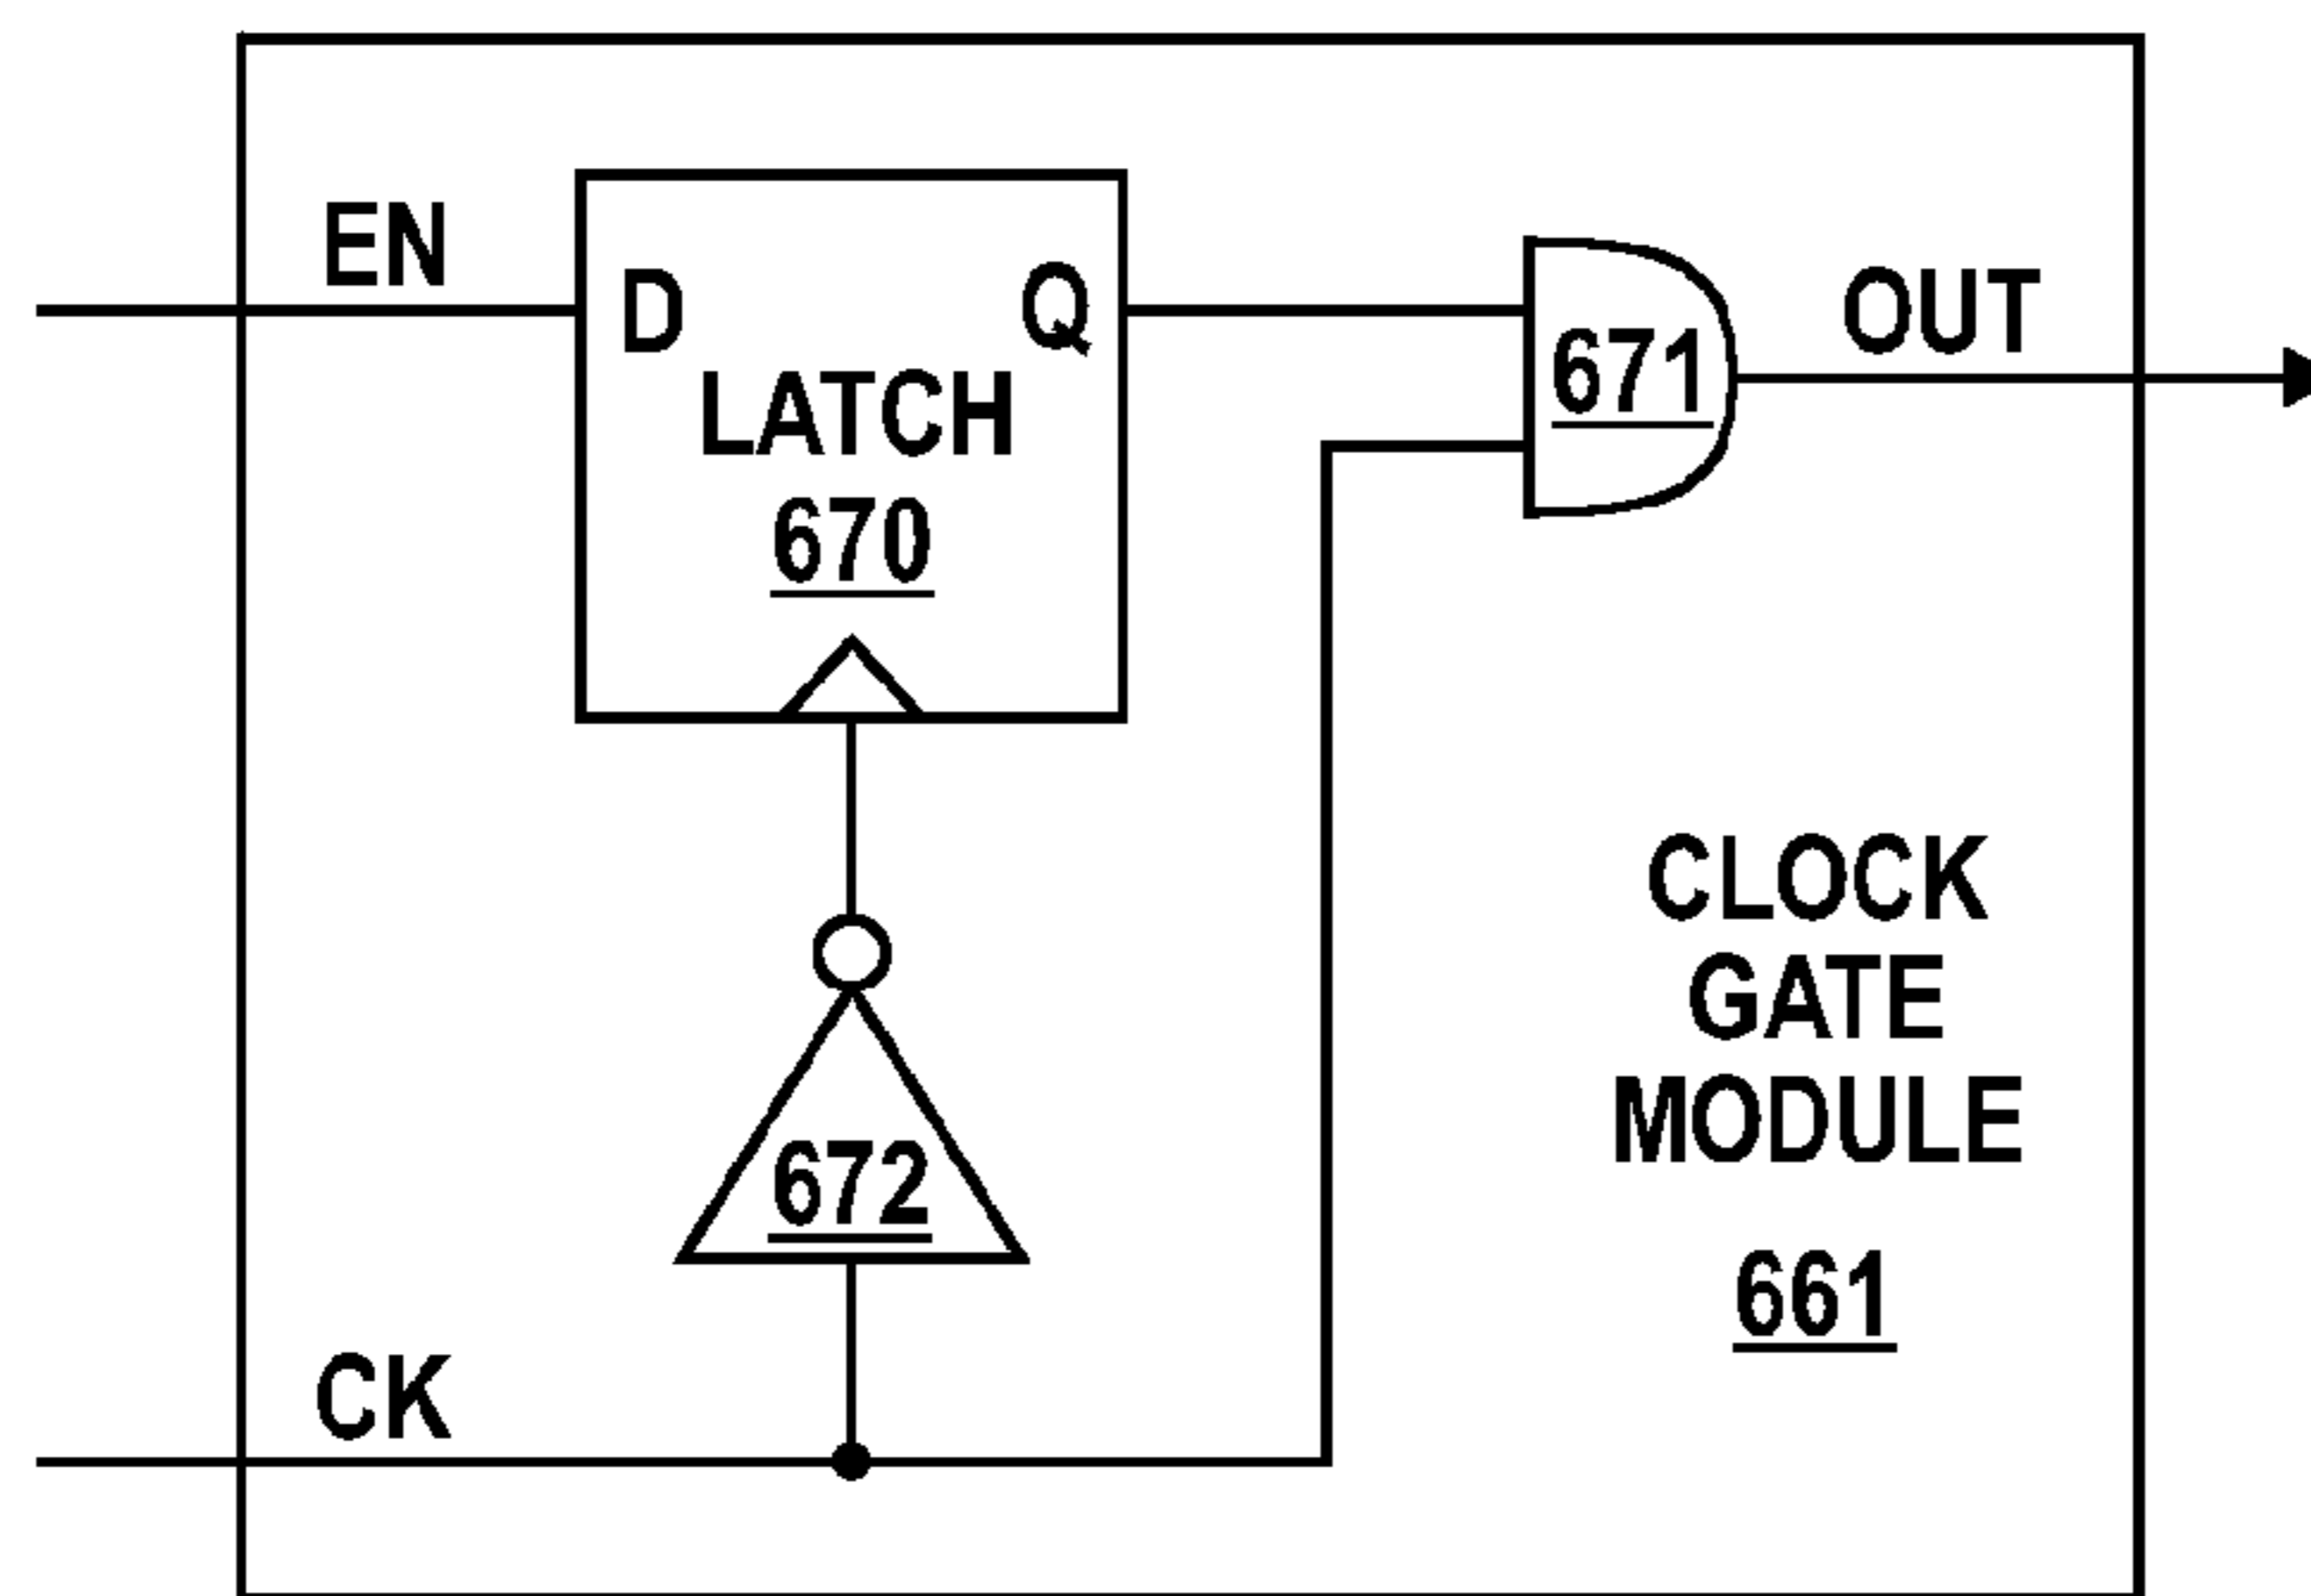 EN
D
Q
LATCH
670
671
OUT
672
CLOCK
GATE
MODULE
661
CK